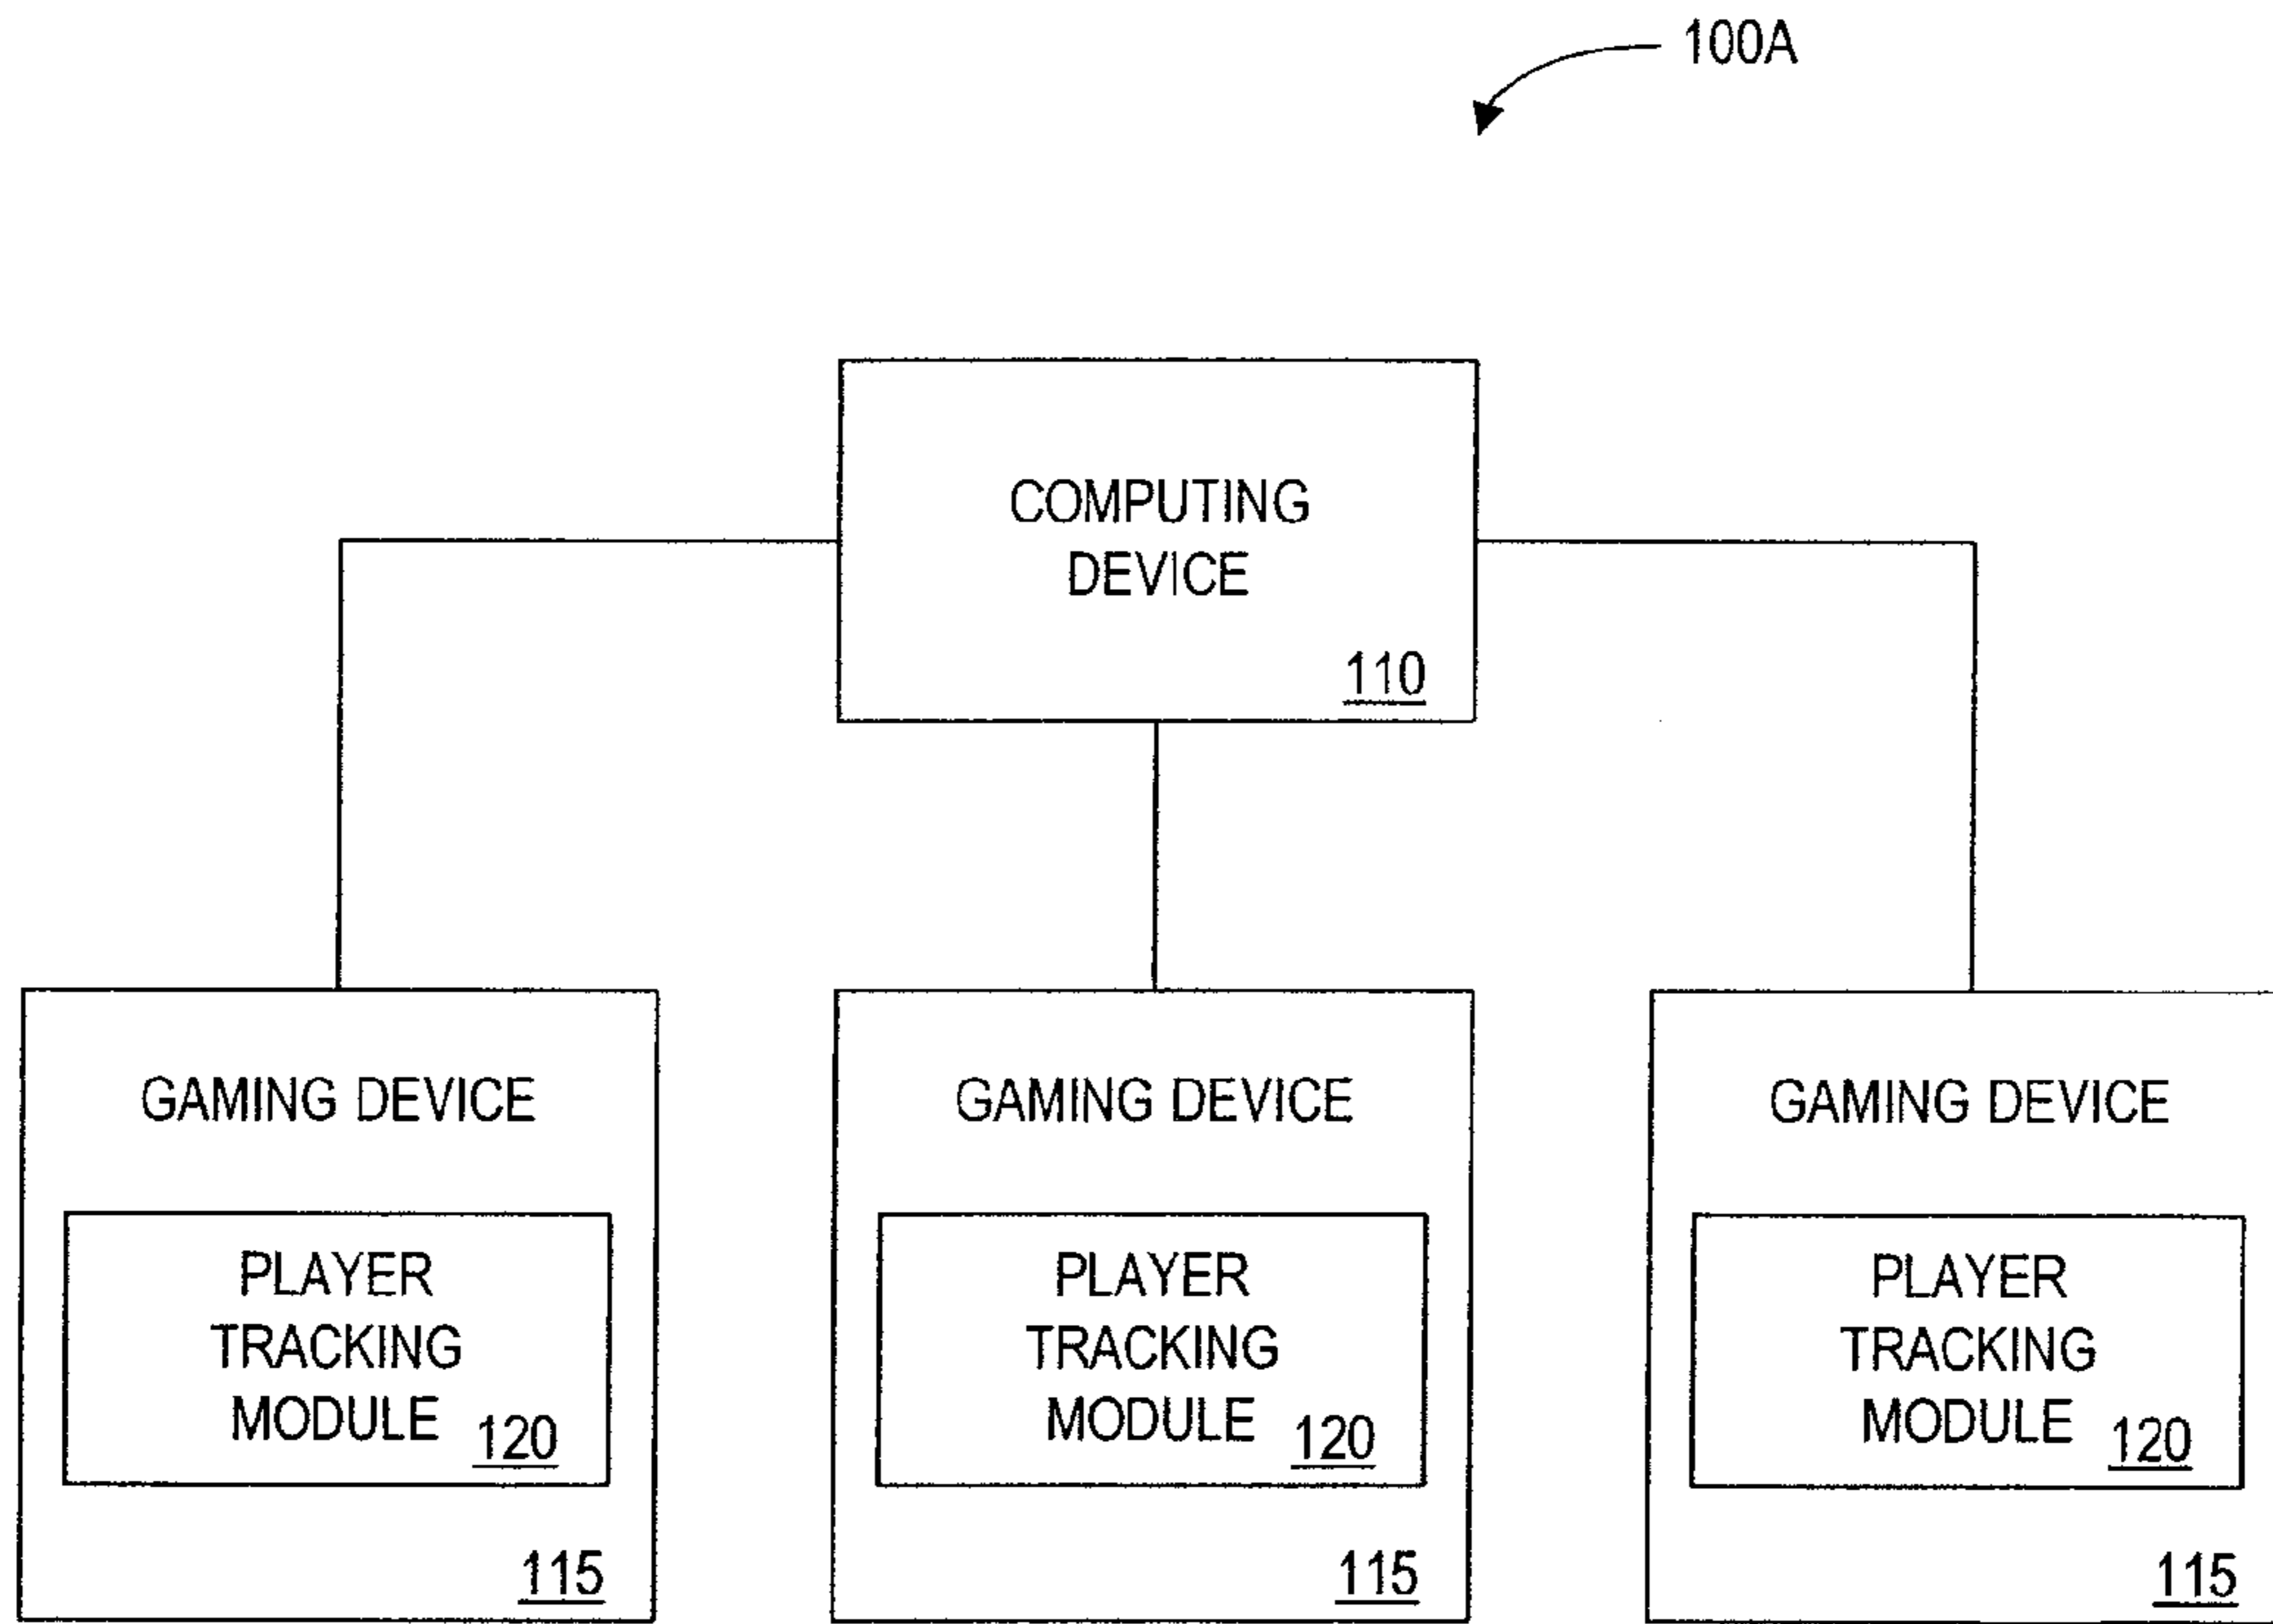 100A
COMPUTING
DEVICE
110
GAMING DEVICE
PLAYER
TRACKING
MODULE 120
115
GAMING DEVICE
PLAYER
TRACKING
MODULE 120
115
GAMING DEVICE
PLAYER
TRACKING
MODULE 120
115